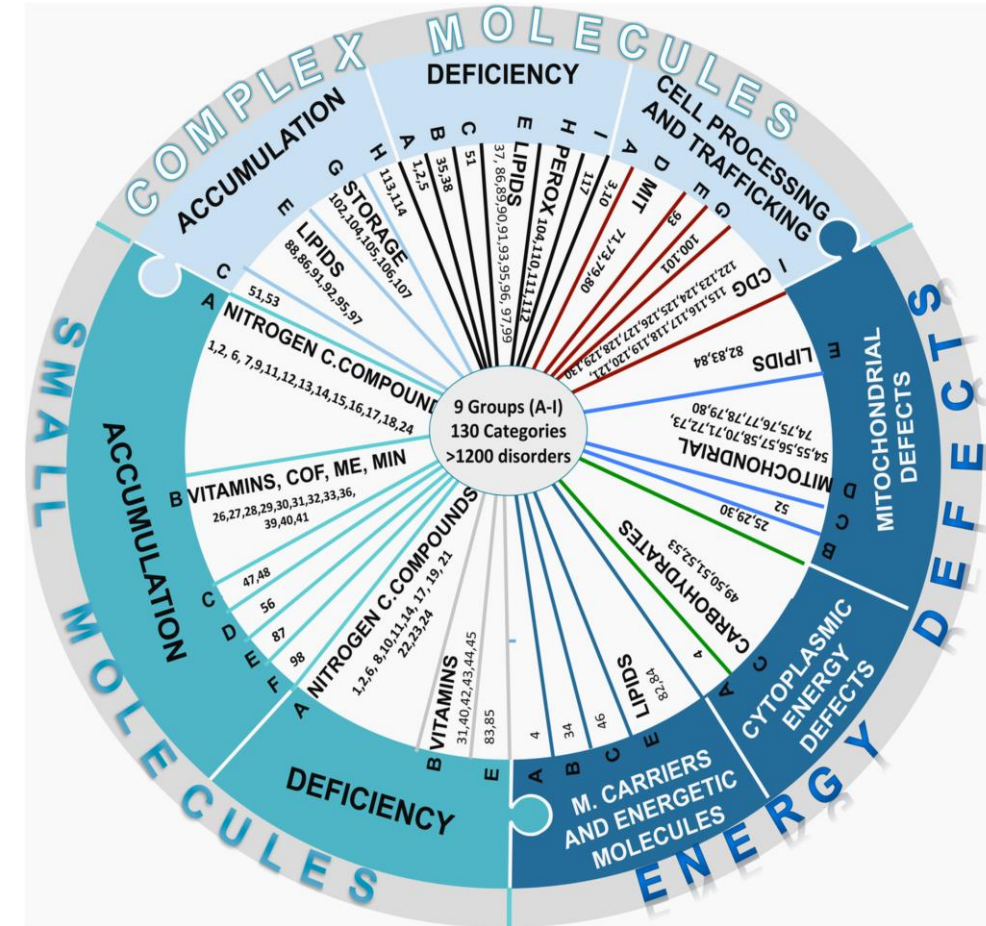 COMPLEX MOLECULES
ACCUMULATION
C
51,53
E
LIPIDS
88,86,91,92,95,97
G
STORAGE
102,104,105,106,107
H
113,114
DEFICIENCY
A
1,2,5
B
35,38
C
51
E
LIPIDS
37, 86,89,90,91,93,95,96, 97,99
H
PEROX
104,110,111,112
I
117
CELL PROCESSING
AND TRAFFICKING
A
3,10
D
MIT
71,73,79,80
E
93
G
100,101
I
CDG
115, 116, 117, 118, 119, 120, 121,
122, 123, 124, 125, 126, 127, 128, 129, 130
ENERGY DEFECTS
MITOCHONDRIAL
DEFECTS
E
LIPIDS
82,83,84
D
MITOCHONDRIAL
54,55,56,57,58,70,71,72,73,
74,75,76,77,78,79,80
C
52
B
25,29,30
CYTOPLASMIC
ENERGY
DEFECTS
C
CARBOHYDRATES
49,50,51,52,53
A
4
M. CARRIERS
AND ENERGETIC
MOLECULES
E
LIPIDS
82,84
C
46
B
34
A
4
SMALL MOLECULES
DEFICIENCY
E
83,85
B
VITAMINS
31,40,42,43,44,45
A
NITROGEN C.COMPOUNDS
1,2,6, 8,10,11,14, 17, 19, 21
22,23,24
ACCUMULATION
F
98
E
87
D
56
C
47,48
B
VITAMINS, COF, ME, MIN
26,27,28,29,30,31,32,33,36,
39,40,41
A
NITROGEN C.COMPOUND
1,2, 6, 7,9,11,12,13,14,15,16,17,18,24
9 Groups (A-I)
130 Categories
>1200 disorders